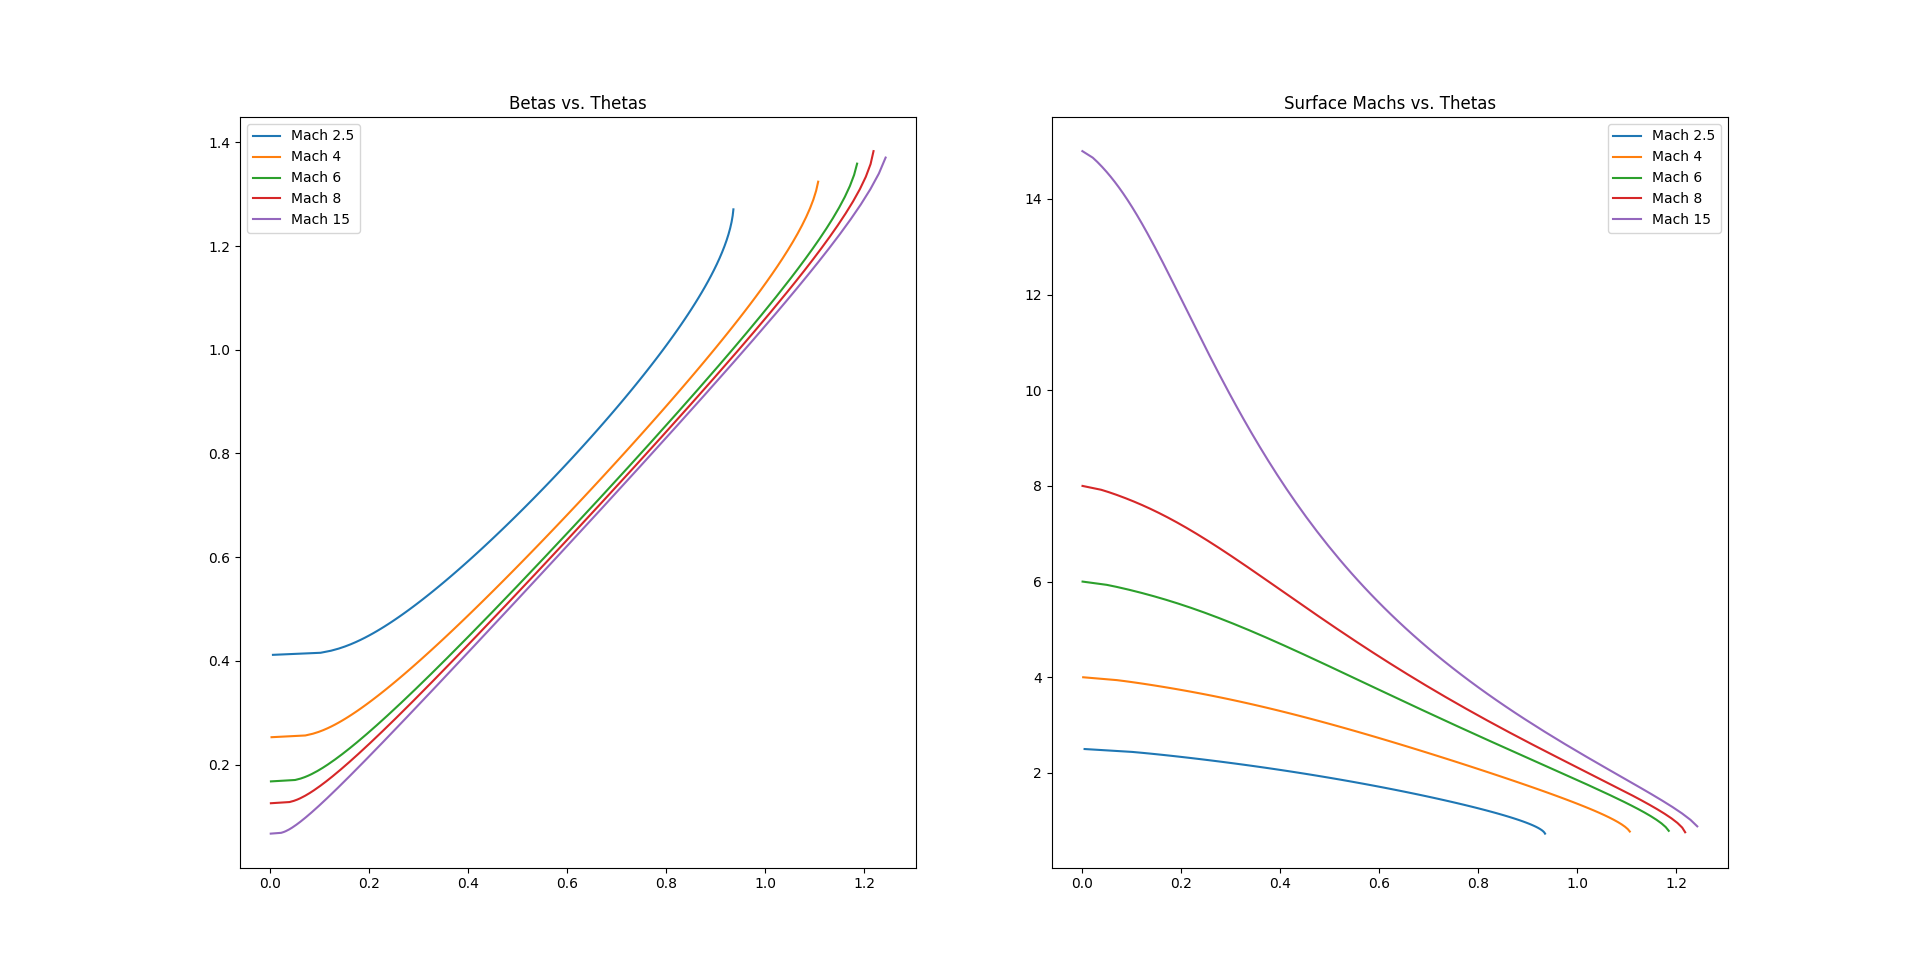 Betas vs. Thetas
Mach 2.5
Mach 4
Mach 6
Mach 8
Mach 15
1.4
1.2
1.0
0.8
0.6
0.4
0.2
0.0 0.2 0.4 0.6 0.8 1.0 1.2
Surface Machs vs. Thetas
Mach 2.5
Mach 4
Mach 6
Mach 8
Mach 15
14
12
10
8
6
4
2
0.0 0.2 0.4 0.6 0.8 1.0 1.2